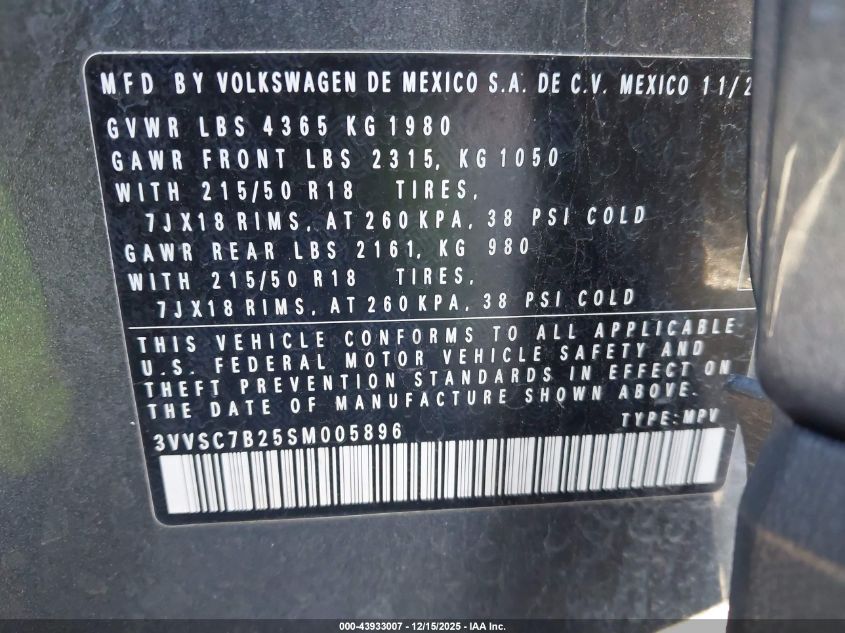 MFD BY VOLKSWAGEN DE MEXICO S.A. DE C.V. MEXICO 11/2
GVWR LBS 4365 KG 1980
GAWR FRONT LBS 2315, KG 1050
WITH 215/50 R18 TIRES,
7JX18 RIMS, AT 260 KPA, 38 PSI COLD
GAWR REAR LBS 2161, KG 980
WITH 215/50 R18 TIRES,
7JX18 RIMS, AT 260 KPA, 38 PSI COLD
THIS VEHICLE CONFORMS TO ALL APPLICABLE
U.S. FEDERAL MOTOR VEHICLE SAFETY AND
THEFT PREVENTION STANDARDS IN EFFECT ON
THE DATE OF MANUFACTURE SHOWN ABOVE.
3VVSC7B25SM005896 TYPE:MPV
000-43933007 - 12/15/2025 - IAA Inc.